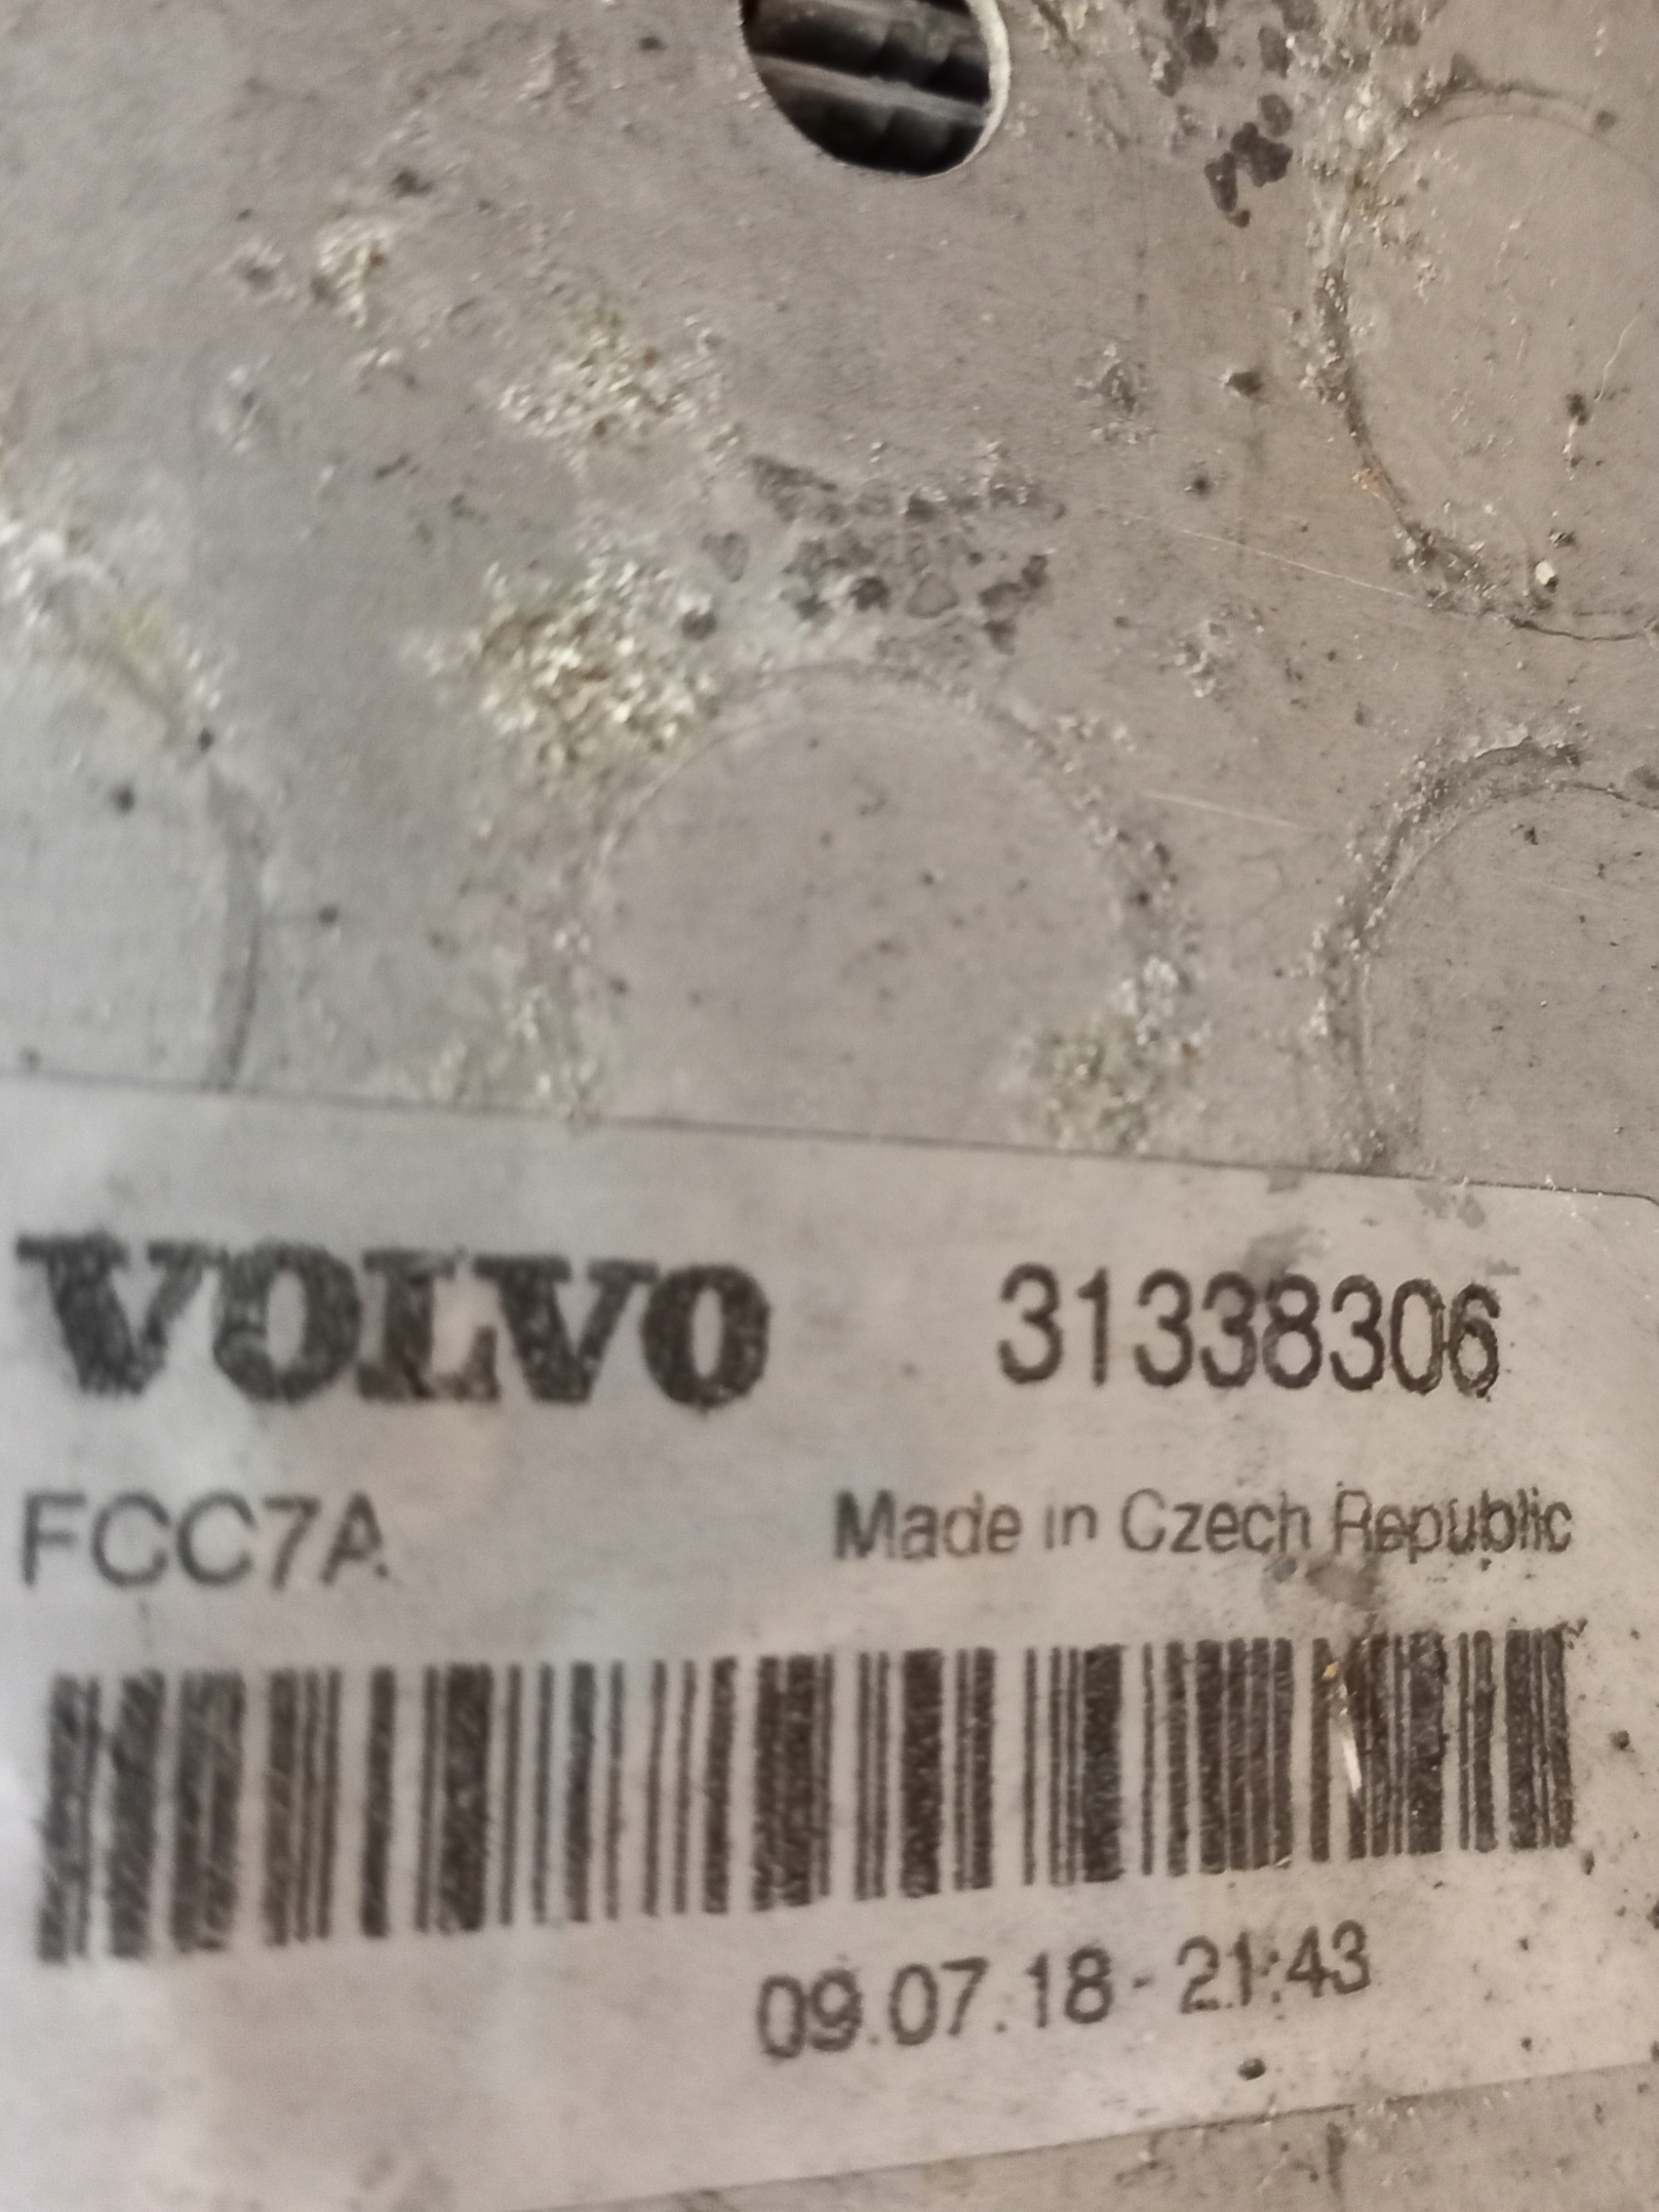 VOLVO 31338306
FCC7A Made in Czech Republic
09.07.18 - 21:43